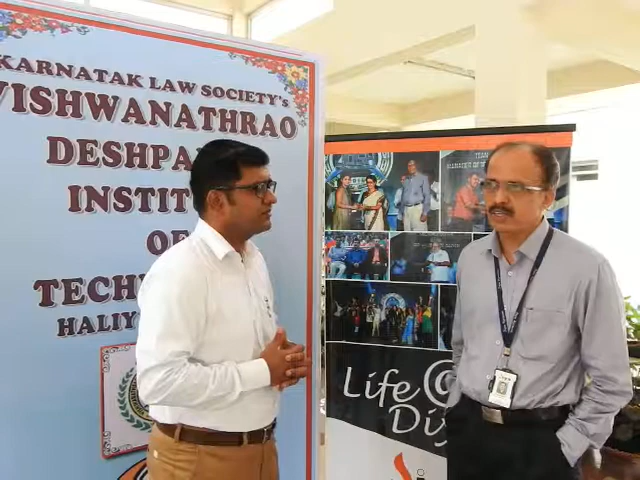 KARNATAK LAW SOCIETY's
VISHWANATHRAO
DESHPA
INSTITU
OF
TECHN
HALIY
Life @
Di